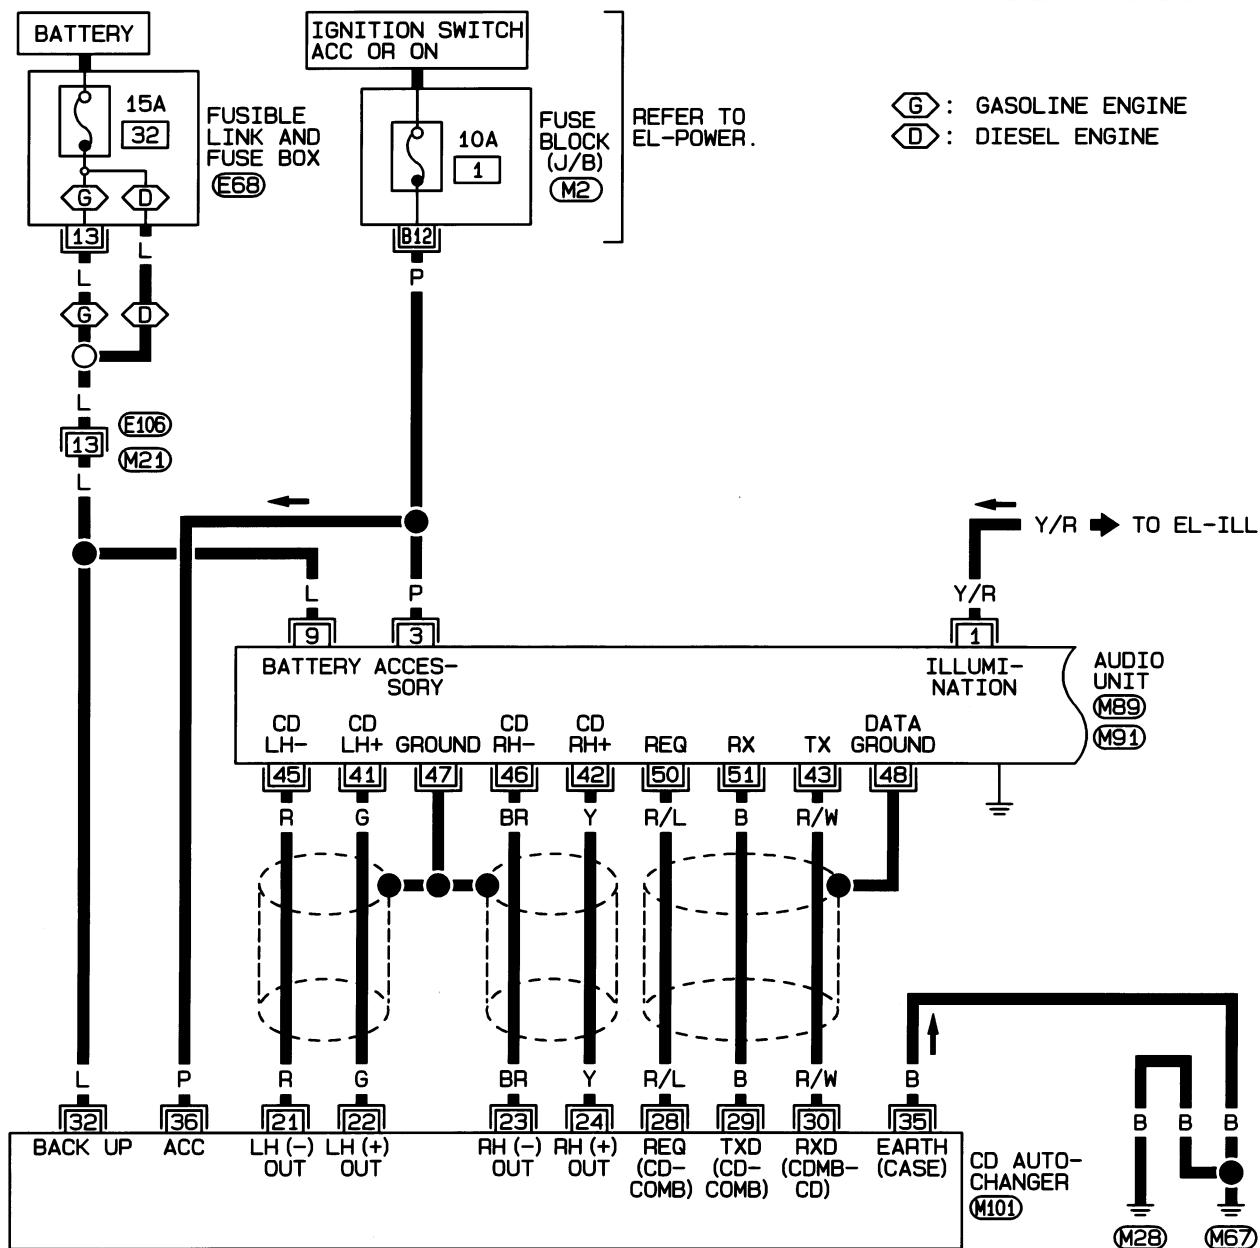 BATTERY
IGNITION SWITCH
ACC OR ON
15A
32
FUSIBLE
LINK AND
FUSE BOX
E68
10A
1
FUSE
BLOCK
(J/B)
M2
REFER TO
EL-POWER.
G : GASOLINE ENGINE
D : DIESEL ENGINE
G D
13
B12
L
L
P
G D
L
E106
13
M21
L
Y/R TO EL-ILL
L P Y/R
9 3 1
BATTERY ACCES-
SORY
ILLUMI-
NATION
AUDIO
UNIT
M89
M91
CD
LH-
CD
LH+
GROUND
CD
RH-
CD
RH+
REQ
RX
TX
DATA
GROUND
45 41 47 46 42 50 51 43 48
R G BR Y R/L B R/W
L P R G BR Y R/L B R/W B
B B B
32 36 21 22 23 24 28 29 30 35
BACK UP
ACC
LH(-)
OUT
LH(+)
OUT
RH(-)
OUT
RH(+)
OUT
REQ
(CD-
COMB)
TXD
(CD-
COMB)
RXD
(CDMB-
CD)
EARTH
(CASE)
CD AUTO-
CHANGER
M101
M28 M67